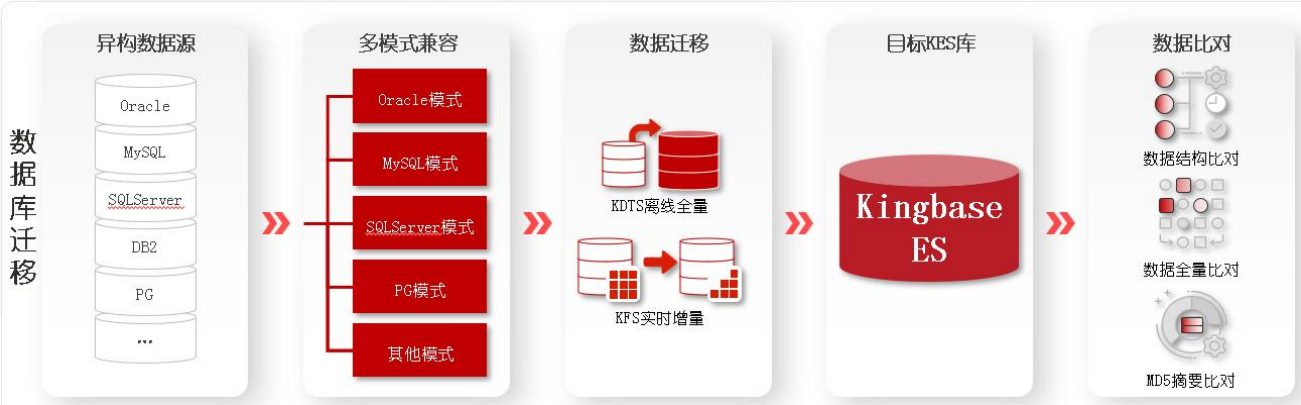 数据库迁移
异构数据源
Oracle
MySQL
SQLServer
DB2
PG
...
多模式兼容
Oracle模式
MySQL模式
SQLServer模式
PG模式
其他模式
数据迁移
KDTS离线全量
KFS实时增量
目标KES库
Kingbase
ES
数据比对
数据结构比对
数据全量比对
MD5摘要比对